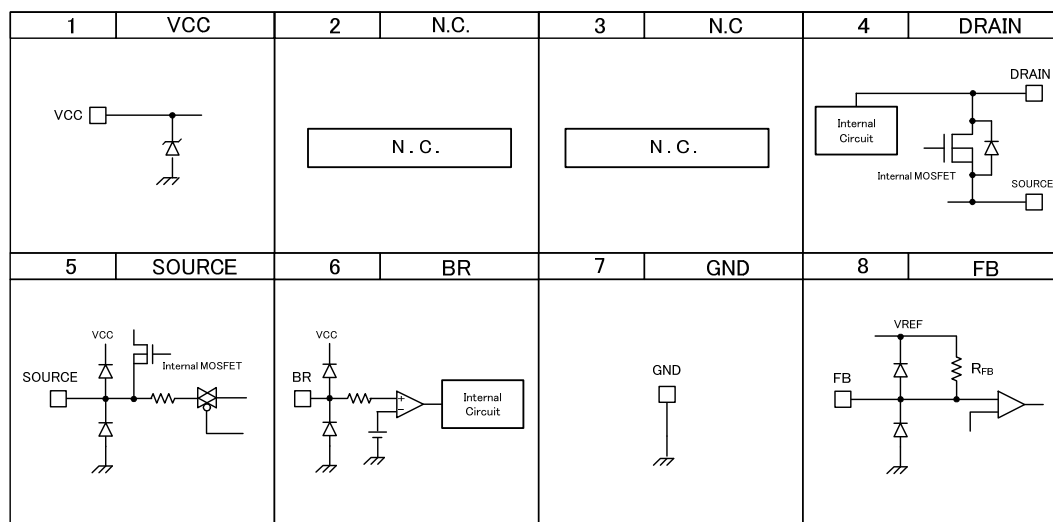 1 VCC 2 N.C. 3 N.C 4 DRAIN
VCC
N.C.
N.C.
DRAIN
Internal
Circuit
Internal MOSFET
SOURCE
5 SOURCE 6 BR 7 GND 8 FB
VCC
Internal MOSFET
SOURCE
VCC
BR
+
−
Internal
Circuit
GND
VREF
RFB
FB